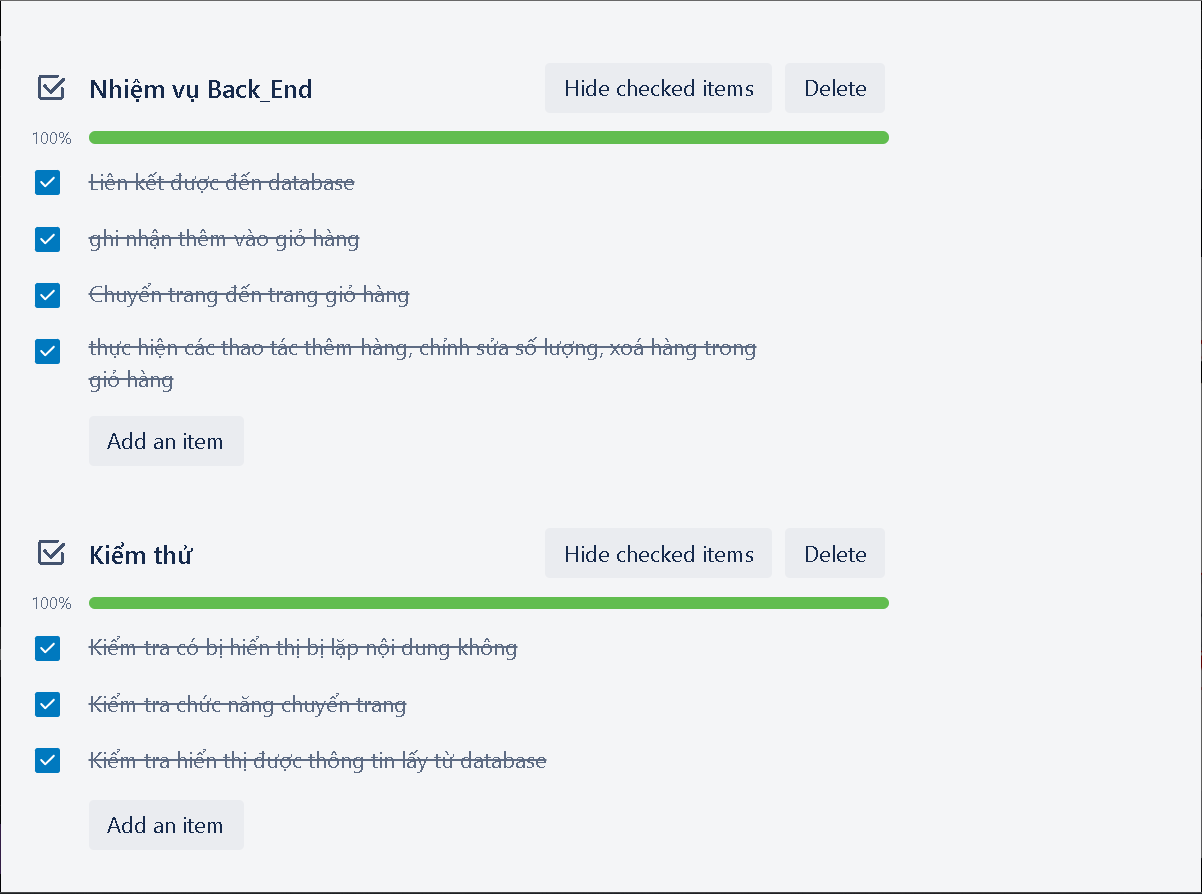 Nhiệm vụ Back_End
Hide checked items
Delete
100%
Liên kết được đến database
ghi nhận thêm vào giỏ hàng
Chuyển trang đến trang giỏ hàng
thực hiện các thao tác thêm hàng, chỉnh sửa số lượng, xoá hàng trong
giỏ hàng
Add an item
Kiểm thử
Hide checked items
Delete
100%
Kiểm tra có bị hiển thị bị lặp nội dung không
Kiểm tra chức năng chuyển trang
Kiểm tra hiển thị được thông tin lấy từ database
Add an item